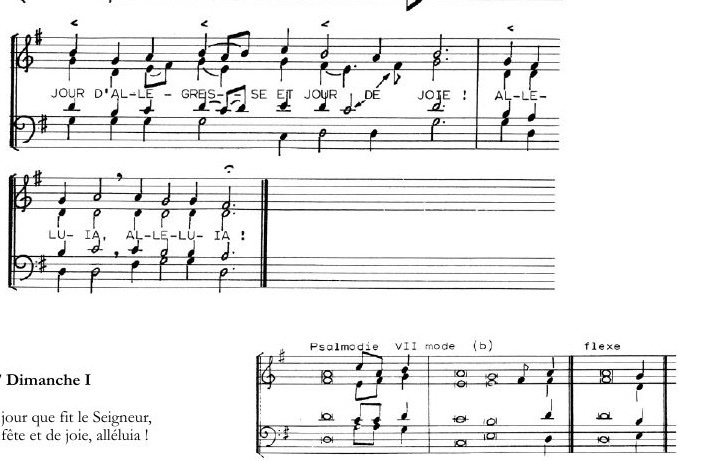 JOUR D'AL-LE - GRES- - SE ET JOUR DE JOIE ! AL-LE-
LU- IA, AL-LE-LU- IA !
Psalmodie VII mode (b) flexe
Dimanche I
jour que fit le Seigneur,
fête et de joie, alléluia !